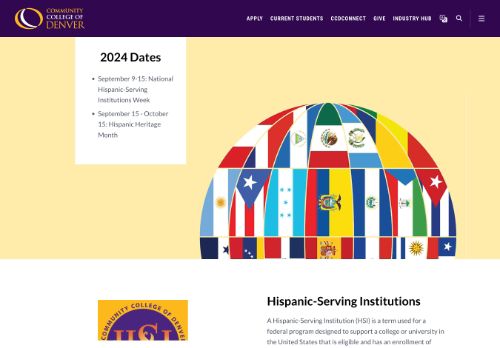 COMMUNITY
COLLEGE OF
DENVER
APPLY CURRENT STUDENTS CCDCONNECT GIVE INDUSTRY HUB
2024 Dates
• September 9-15: National
Hispanic-Serving
Institutions Week
• September 15 - October
15: Hispanic Heritage
Month
COMMUNITY COLLEGE OF DENVER
HSI
Hispanic-Serving Institutions
A Hispanic-Serving Institution (HSI) is a term used for a
federal program designed to support a college or university in
the United States that is eligible and has an enrollment of